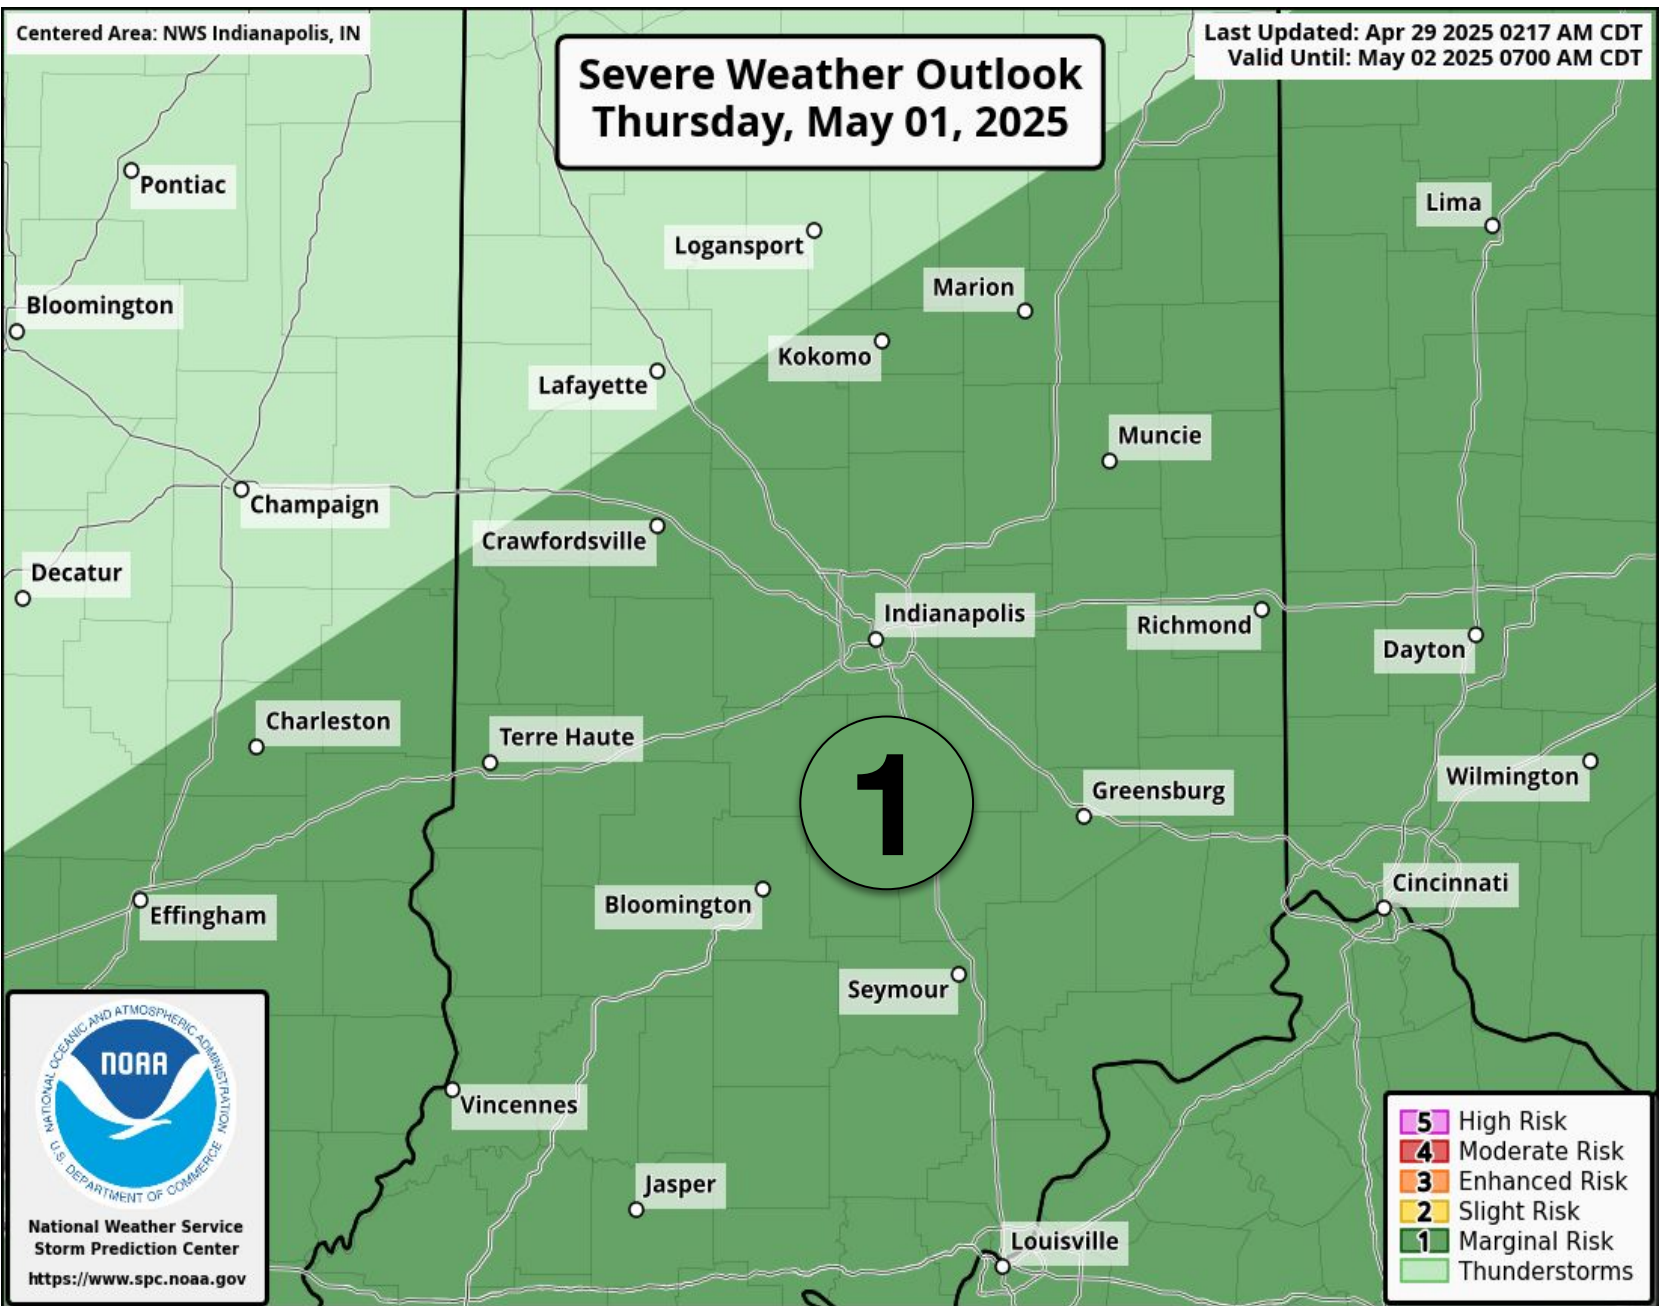 Centered Area: NWS Indianapolis, IN
Last Updated: Apr 29 2025 0217 AM CDT
Valid Until: May 02 2025 0700 AM CDT
Severe Weather Outlook
Thursday, May 01, 2025
Pontiac
Lima
Logansport
Marion
Bloomington
Kokomo
Lafayette
Muncie
Champaign
Crawfordsville
Decatur
Indianapolis
Richmond
Dayton
Charleston
Terre Haute
Wilmington
Greensburg
1
Cincinnati
Bloomington
Effingham
Seymour
Vincennes
Jasper
Louisville
NATIONAL OCEANIC AND ATMOSPHERIC ADMINISTRATION
NOAA
U.S. DEPARTMENT OF COMMERCE
National Weather Service
Storm Prediction Center
https://www.spc.noaa.gov
5 High Risk
4 Moderate Risk
3 Enhanced Risk
2 Slight Risk
1 Marginal Risk
Thunderstorms